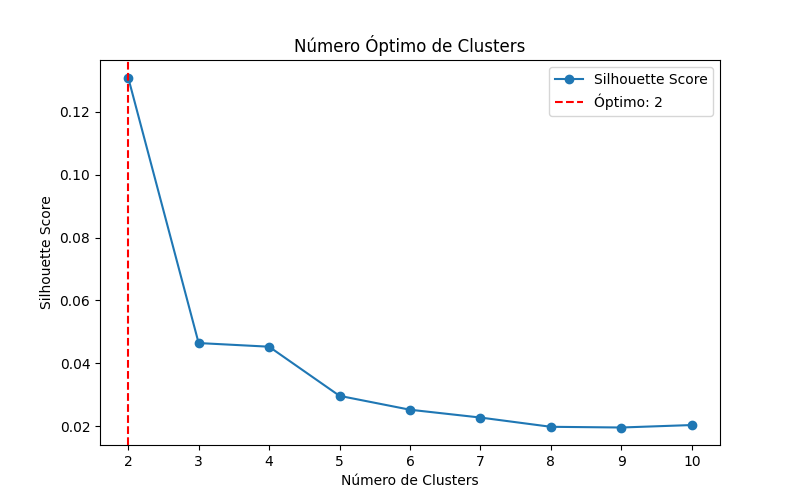 Número Óptimo de Clusters
Silhouette Score
Óptimo: 2
0.12
0.10
0.08
0.06
0.04
0.02
Silhouette Score
2 3 4 5 6 7 8 9 10
Número de Clusters